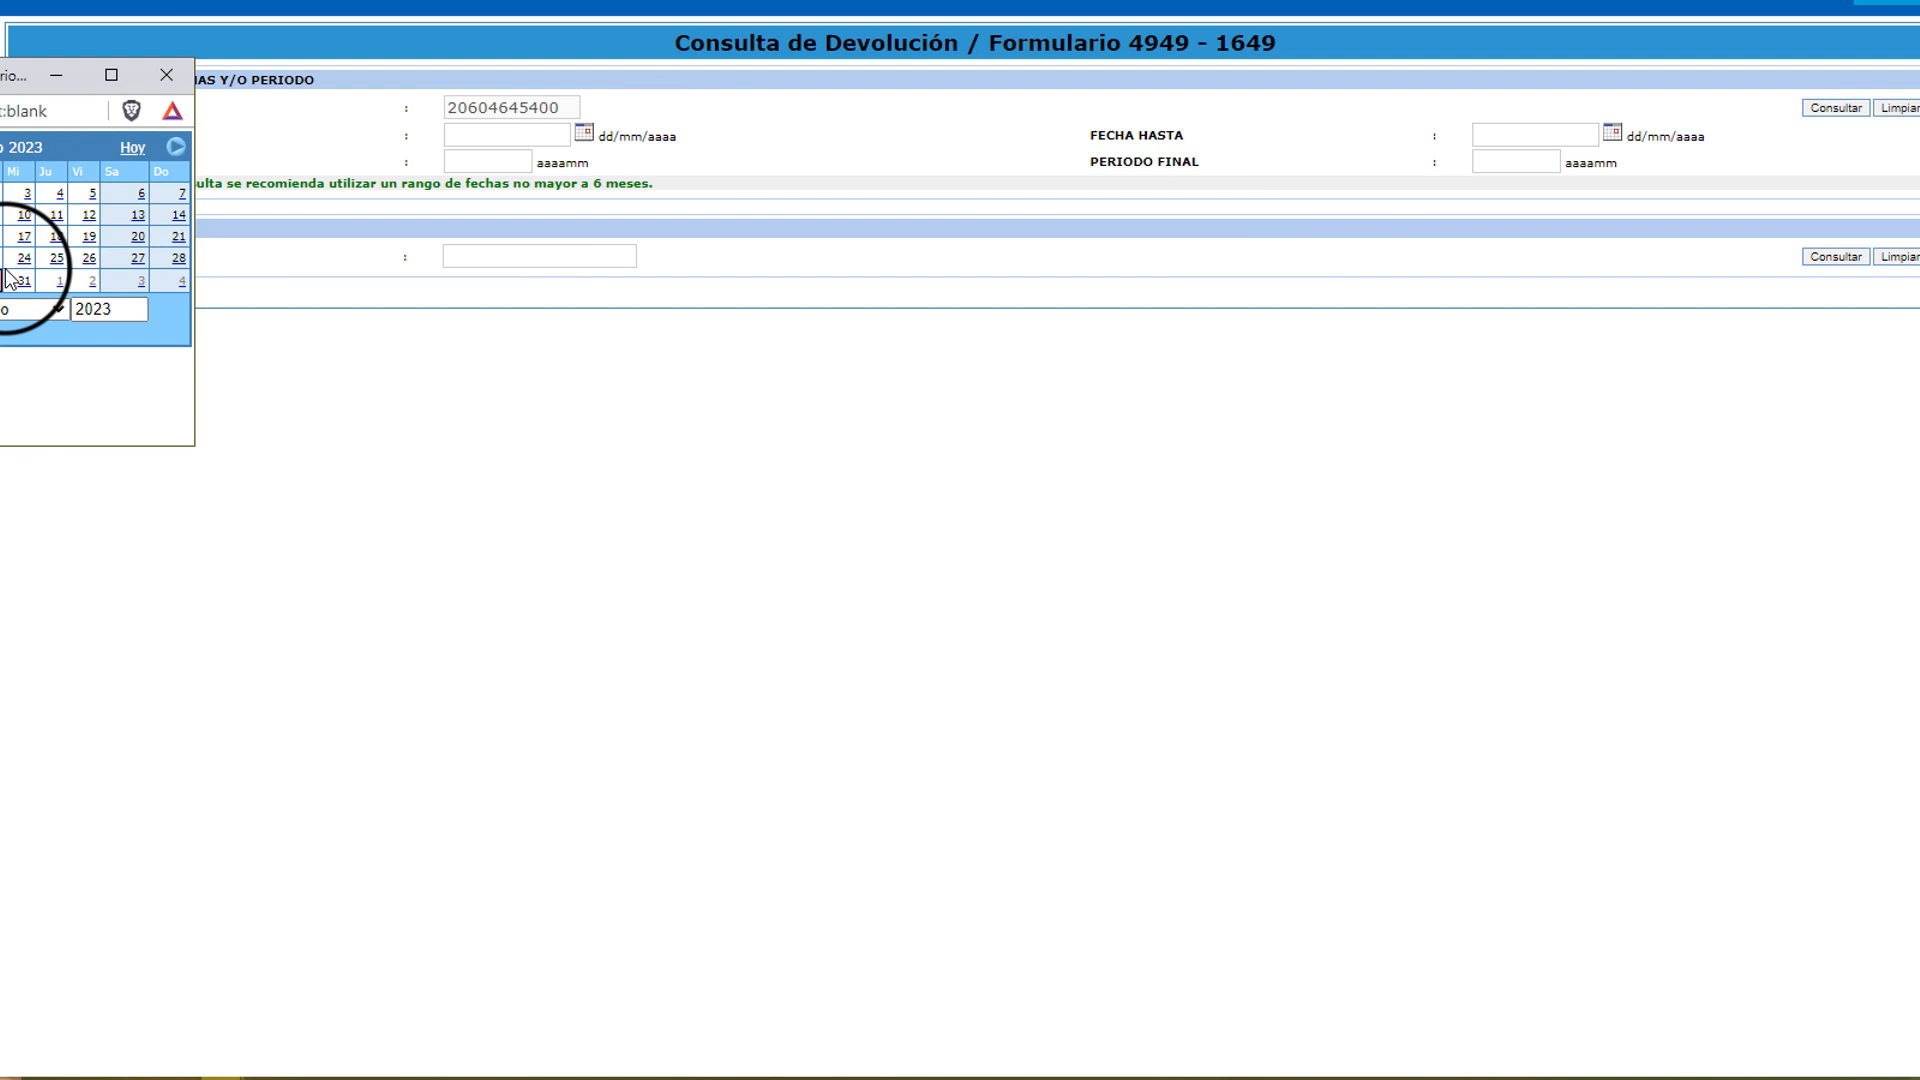 Consulta de Devolución / Formulario 4949 - 1649
rio...
AS Y/O PERIODO
t:blank
: 20604645400 Consultar Limpiar
: dd/mm/aaaa FECHA HASTA : dd/mm/aaaa
: aaaamm PERIODO FINAL : aaaamm
ulta se recomienda utilizar un rango de fechas no mayor a 6 meses.
o 2023 Hoy
Mi Ju Vi Sa Do
3 4 5 6 7
10 11 12 13 14
17 18 19 20 21
24 25 26 27 28
31 1 2 3 4
o 2023
: Consultar Limpiar